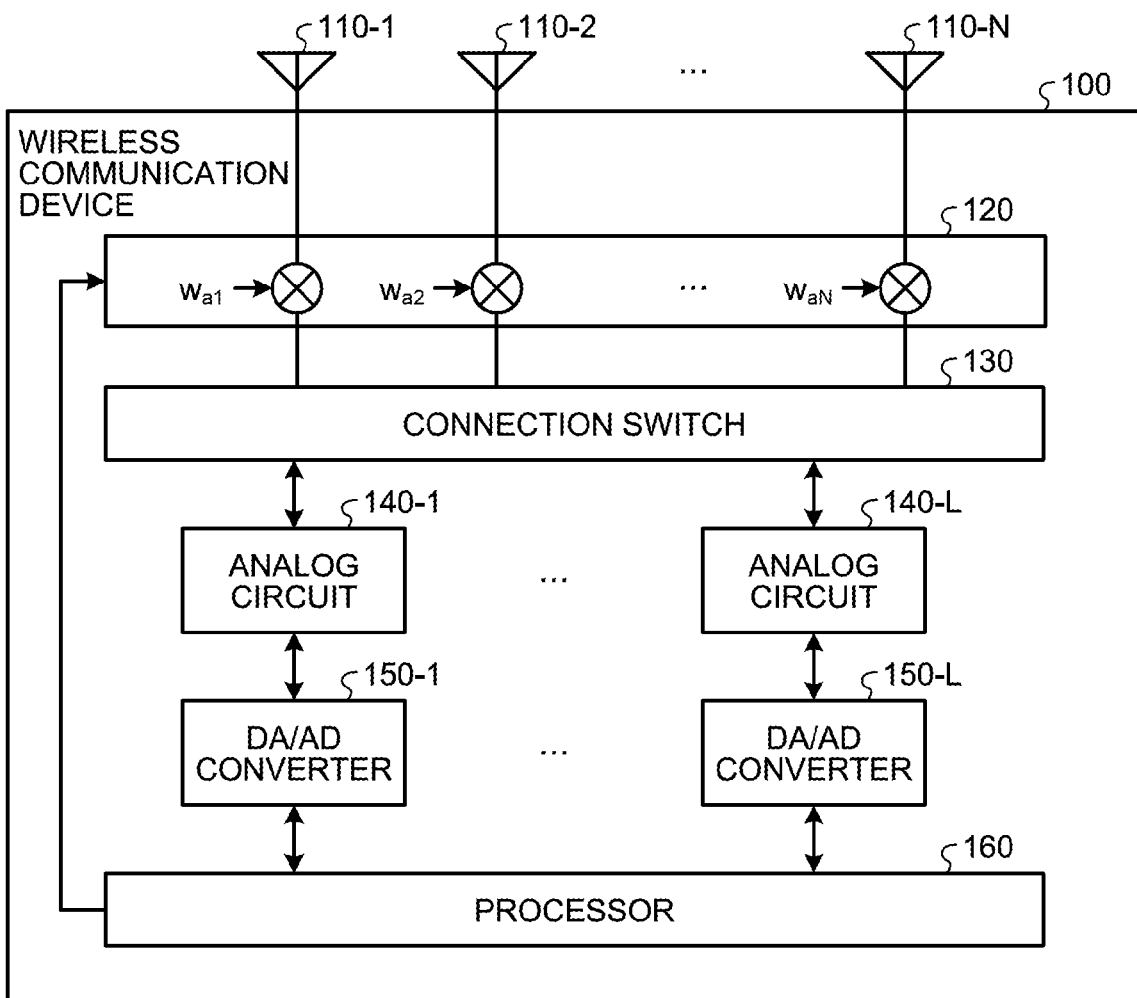 110-1
110-2
...
110-N
100
WIRELESS
COMMUNICATION
DEVICE
120
wa1
wa2
...
waN
130
CONNECTION SWITCH
140-1
140-L
ANALOG
CIRCUIT
...
ANALOG
CIRCUIT
150-1
150-L
DA/AD
CONVERTER
...
DA/AD
CONVERTER
160
PROCESSOR